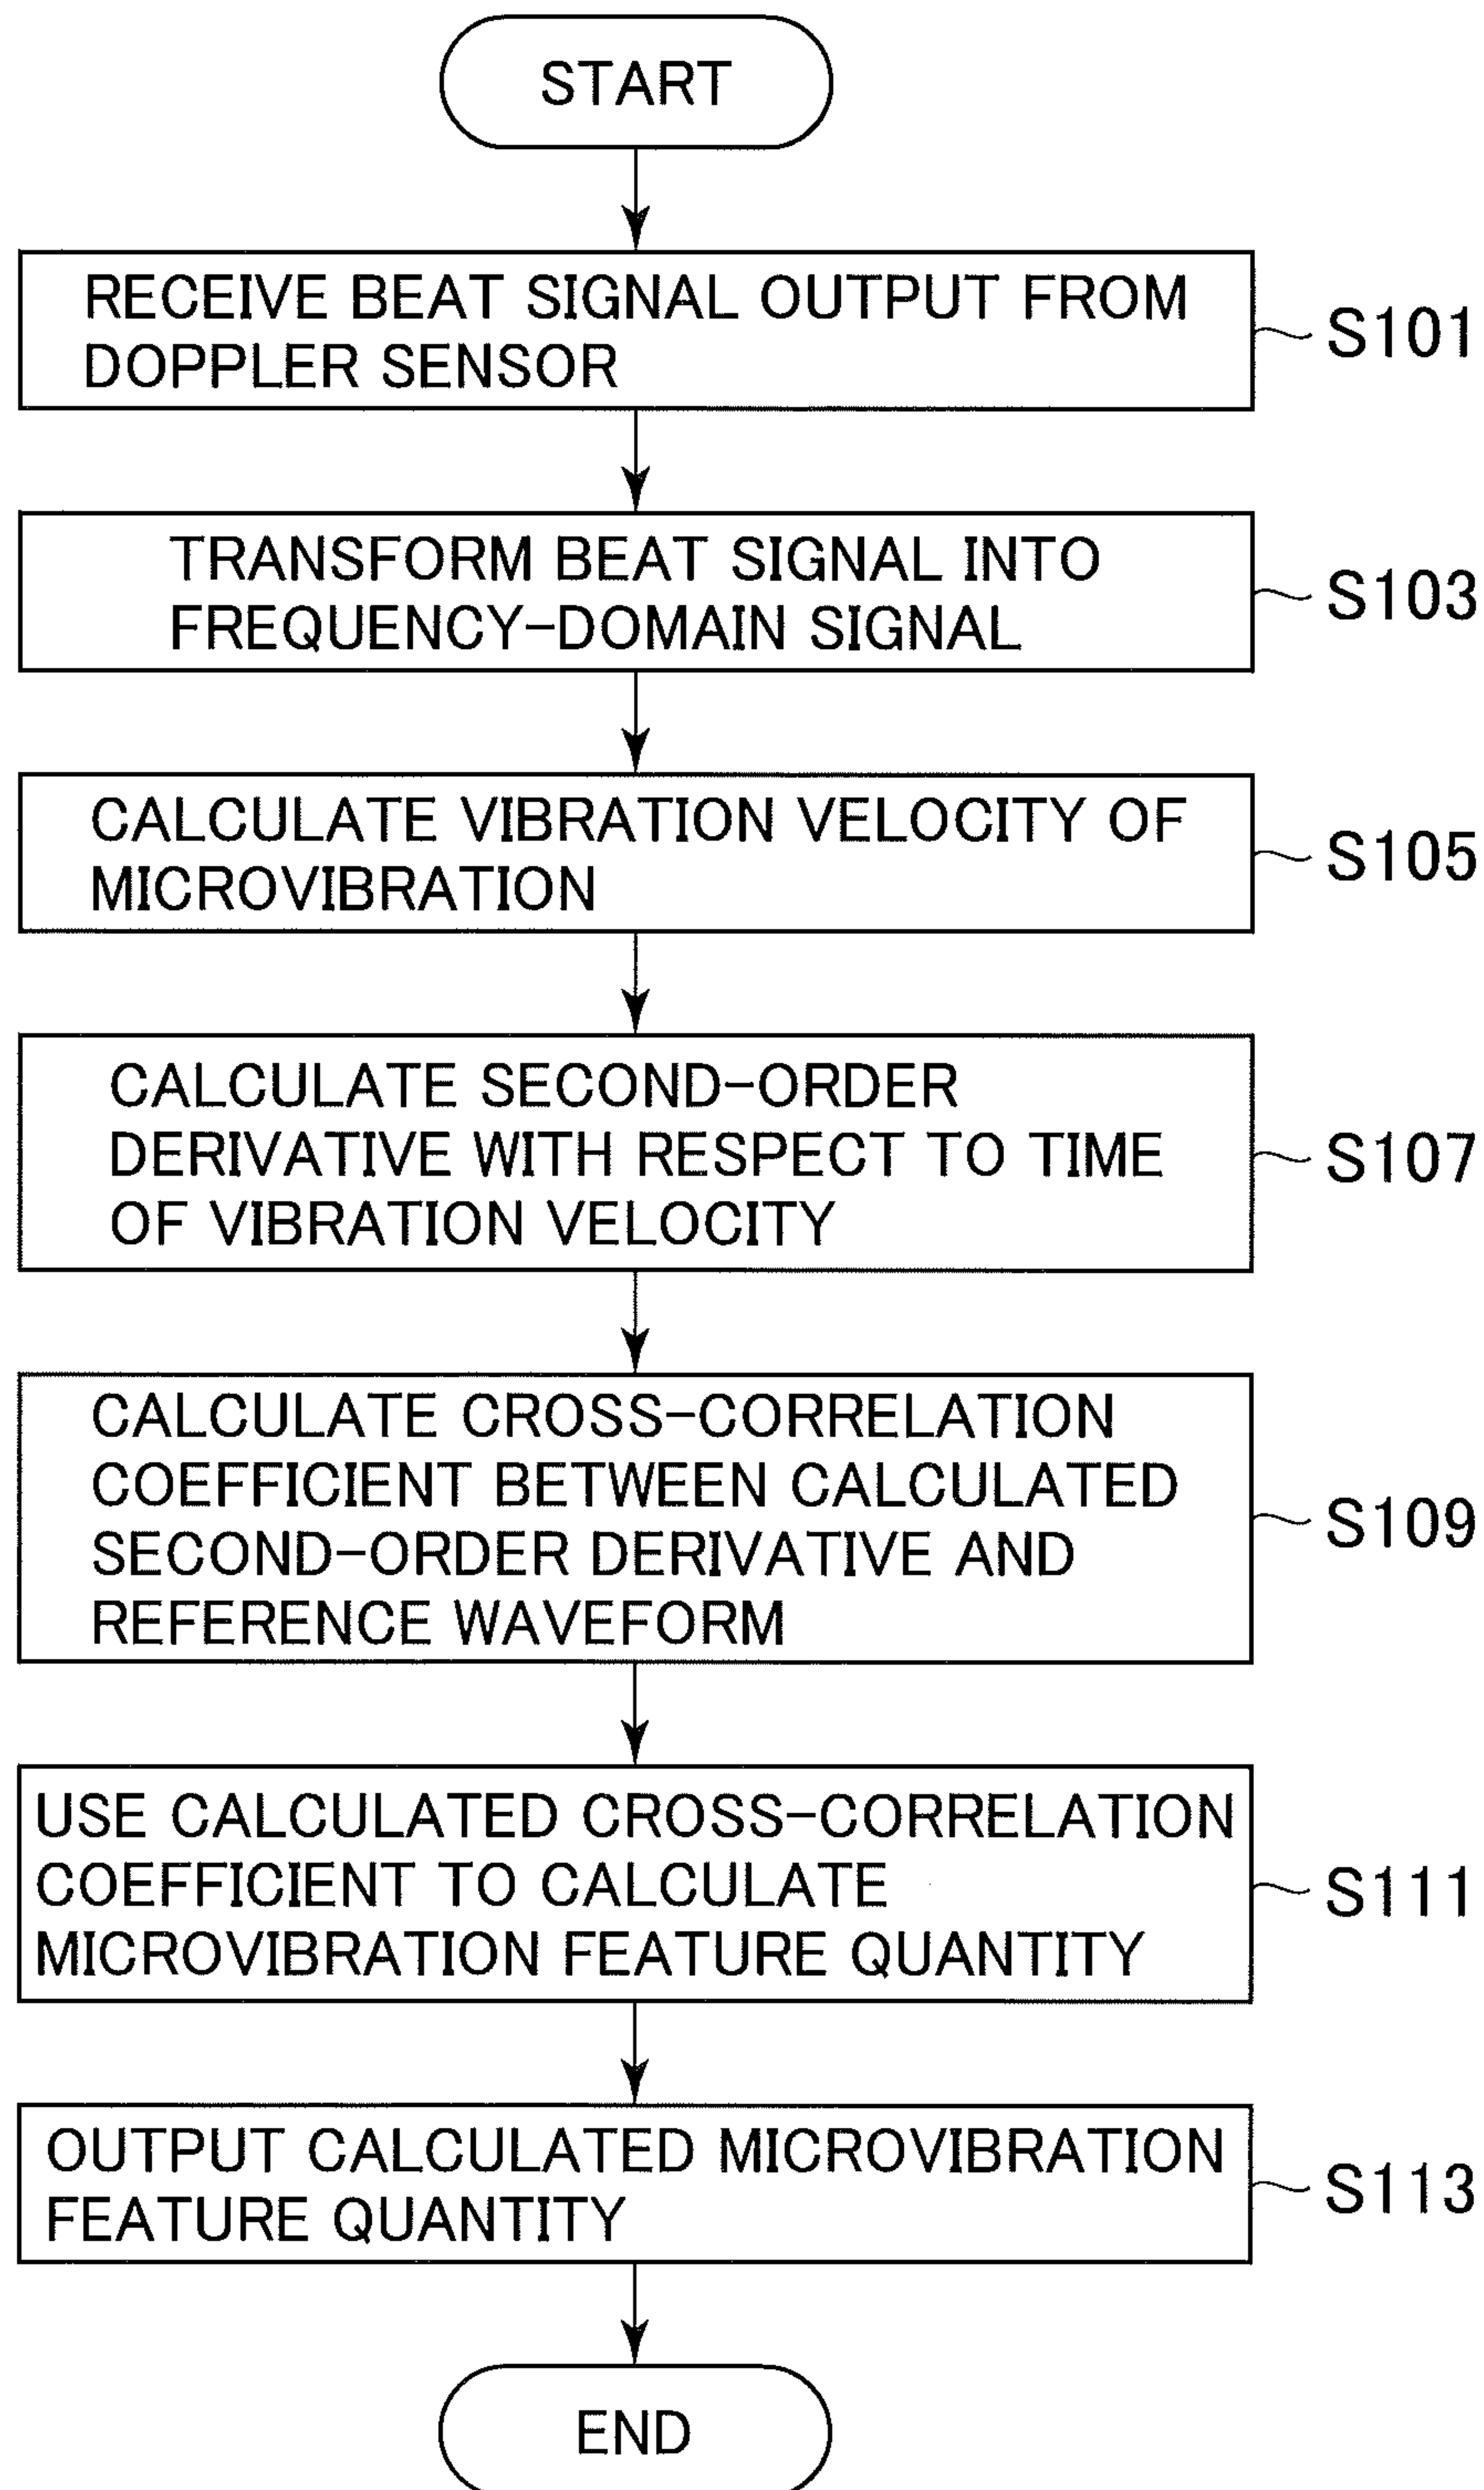 START
RECEIVE BEAT SIGNAL OUTPUT FROM
DOPPLER SENSOR
S101
TRANSFORM BEAT SIGNAL INTO
FREQUENCY-DOMAIN SIGNAL
S103
CALCULATE VIBRATION VELOCITY OF
MICROVIBRATION
S105
CALCULATE SECOND-ORDER
DERIVATIVE WITH RESPECT TO TIME
OF VIBRATION VELOCITY
S107
CALCULATE CROSS-CORRELATION
COEFFICIENT BETWEEN CALCULATED
SECOND-ORDER DERIVATIVE AND
REFERENCE WAVEFORM
S109
USE CALCULATED CROSS-CORRELATION
COEFFICIENT TO CALCULATE
MICROVIBRATION FEATURE QUANTITY
S111
OUTPUT CALCULATED MICROVIBRATION
FEATURE QUANTITY
S113
END